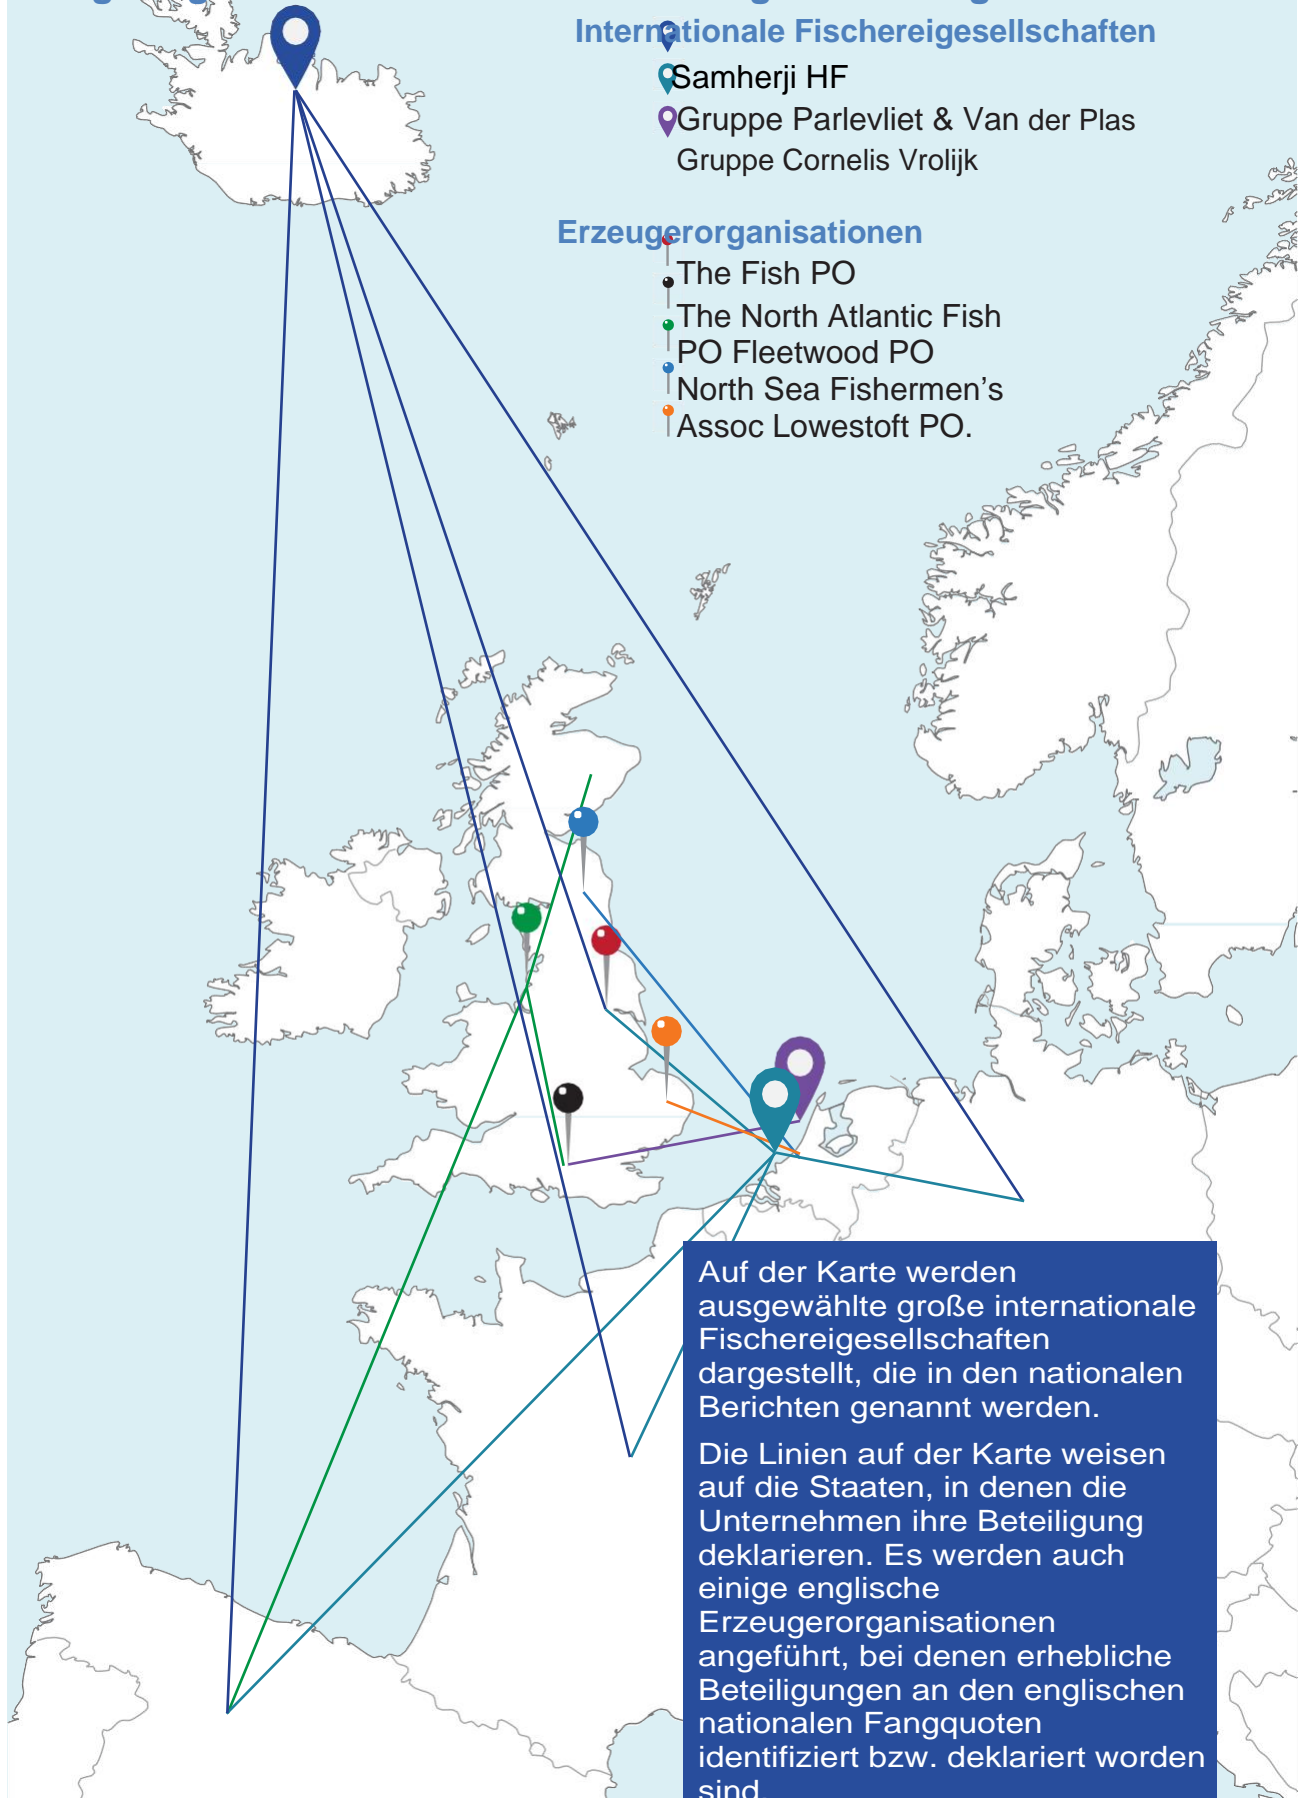 Internationale Fischereigesellschaften
Samherji HF
Gruppe Parlevliet & Van der Plas
Gruppe Cornelis Vrolijk
Erzeugerorganisationen
The Fish PO
The North Atlantic Fish
PO Fleetwood PO
North Sea Fishermen’s
Assoc Lowestoft PO.
Auf der Karte werden
ausgewählte große internationale
Fischereigesellschaften
dargestellt, die in den nationalen
Berichten genannt werden.
Die Linien auf der Karte weisen
auf die Staaten, in denen die
Unternehmen ihre Beteiligung
deklarieren. Es werden auch
einige englische
Erzeugerorganisationen
angeführt, bei denen erhebliche
Beteiligungen an den englischen
nationalen Fangquoten
identifiziert bzw. deklariert worden
sind